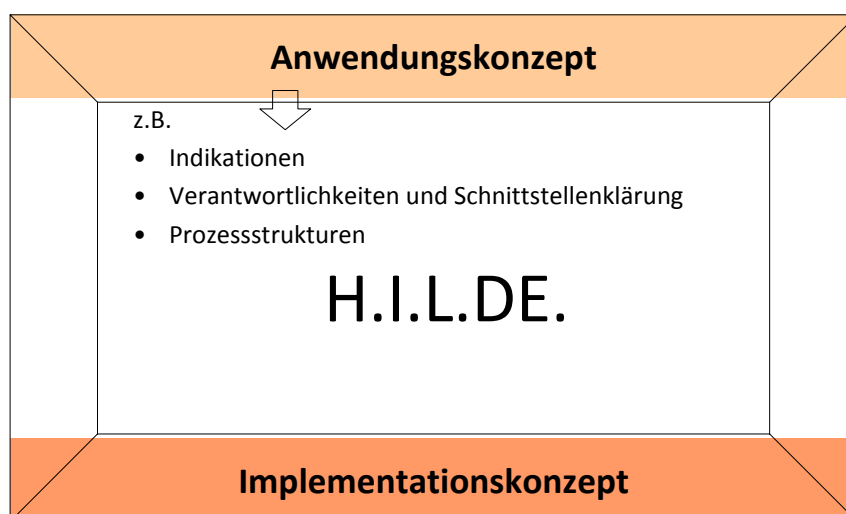 Anwendungskonzept
z.B.
• Indikationen
• Verantwortlichkeiten und Schnittstellenklärung
• Prozessstrukturen
H.I.L.DE.
Implementationskonzept